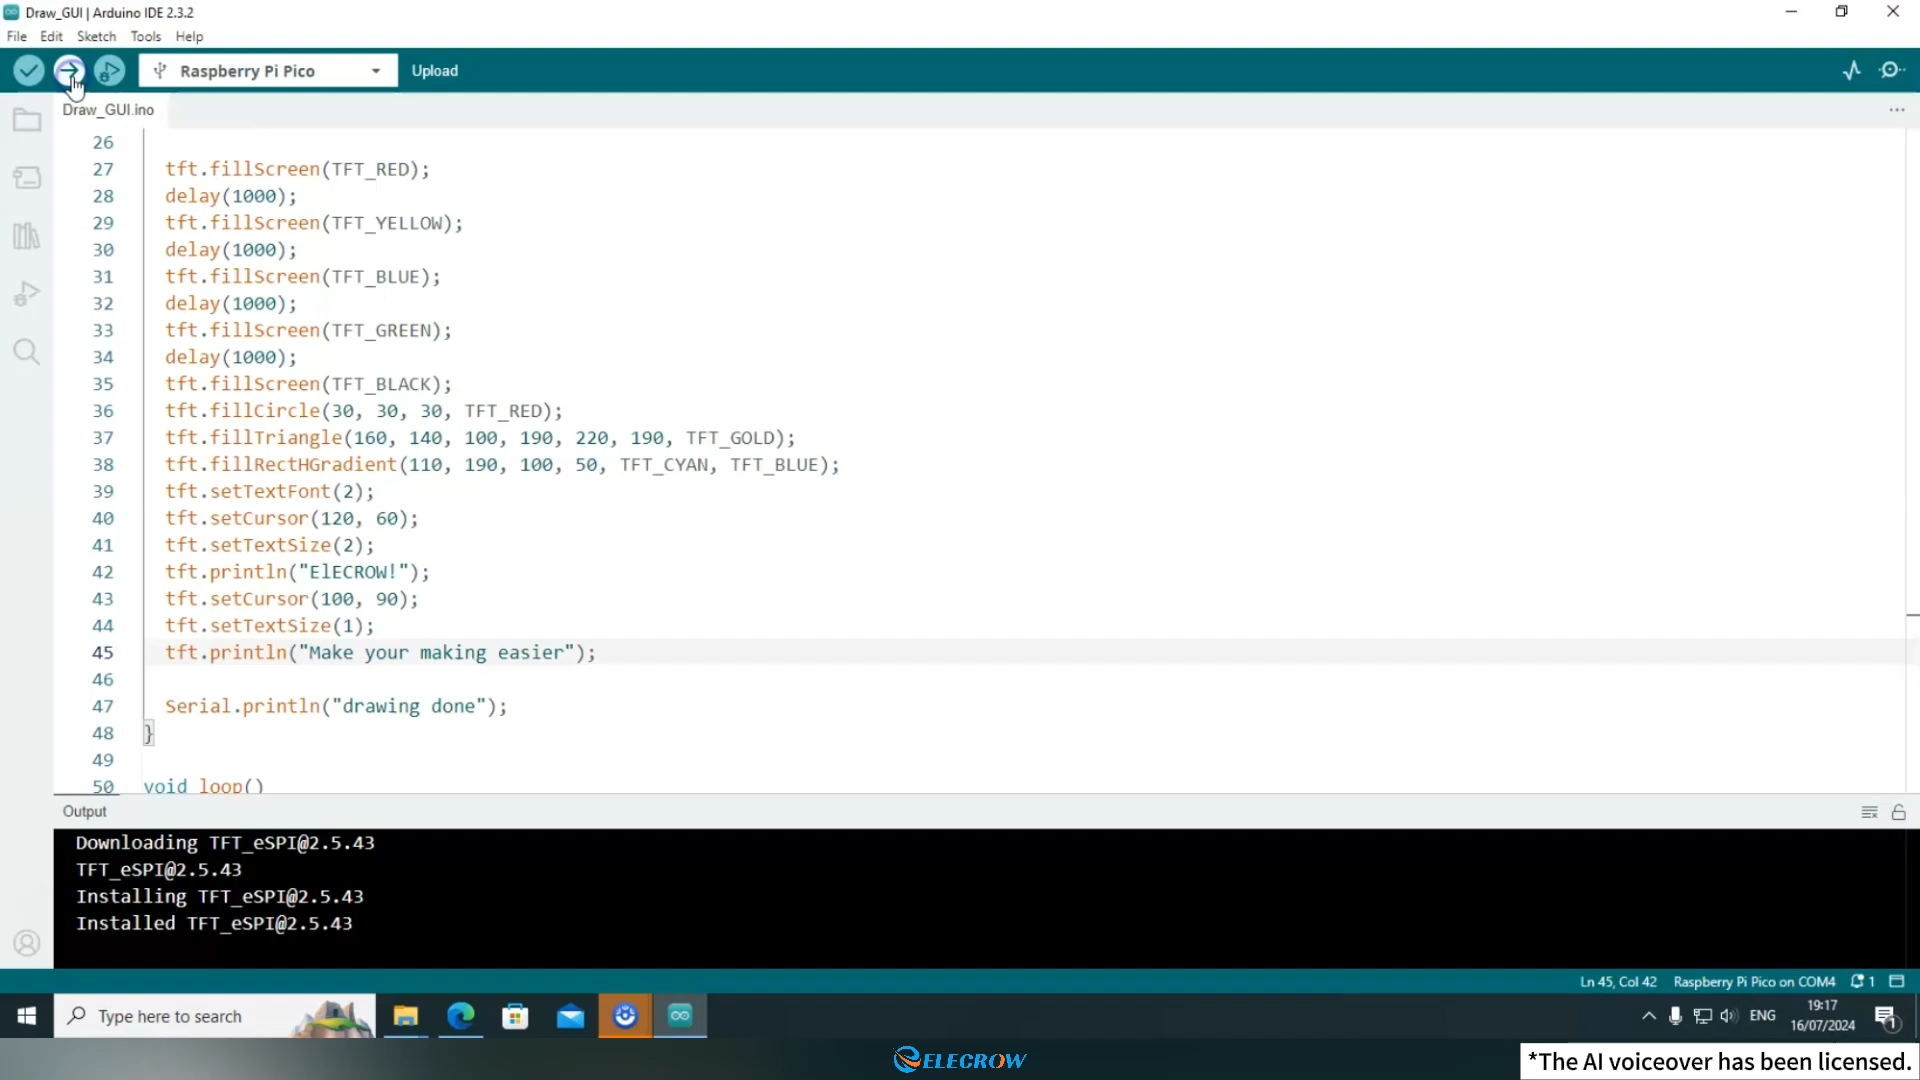 Draw_GUI | Arduino IDE 2.3.2
File Edit Sketch Tools Help
Raspberry Pi Pico Upload
Draw_GUI.ino
26
27 tft.fillScreen(TFT_RED);
28 delay(1000);
29 tft.fillScreen(TFT_YELLOW);
30 delay(1000);
31 tft.fillScreen(TFT_BLUE);
32 delay(1000);
33 tft.fillScreen(TFT_GREEN);
34 delay(1000);
35 tft.fillScreen(TFT_BLACK);
36 tft.fillCircle(30, 30, 30, TFT_RED);
37 tft.fillTriangle(160, 140, 100, 190, 220, 190, TFT_GOLD);
38 tft.fillRectHGradient(110, 190, 100, 50, TFT_CYAN, TFT_BLUE);
39 tft.setTextFont(2);
40 tft.setCursor(120, 60);
41 tft.setTextSize(2);
42 tft.println("ElECROW!");
43 tft.setCursor(100, 90);
44 tft.setTextSize(1);
45 tft.println("Make your making easier");
46
47 Serial.println("drawing done");
48 }
49
50 void loop()
Output
Downloading TFT_eSPI@2.5.43
TFT_eSPI@2.5.43
Installing TFT_eSPI@2.5.43
Installed TFT_eSPI@2.5.43
Ln 45, Col 42 Raspberry Pi Pico on COM4 1
Type here to search
ENG
19:17
16/07/2024
1
ELECROW
*The AI voiceover has been licensed.